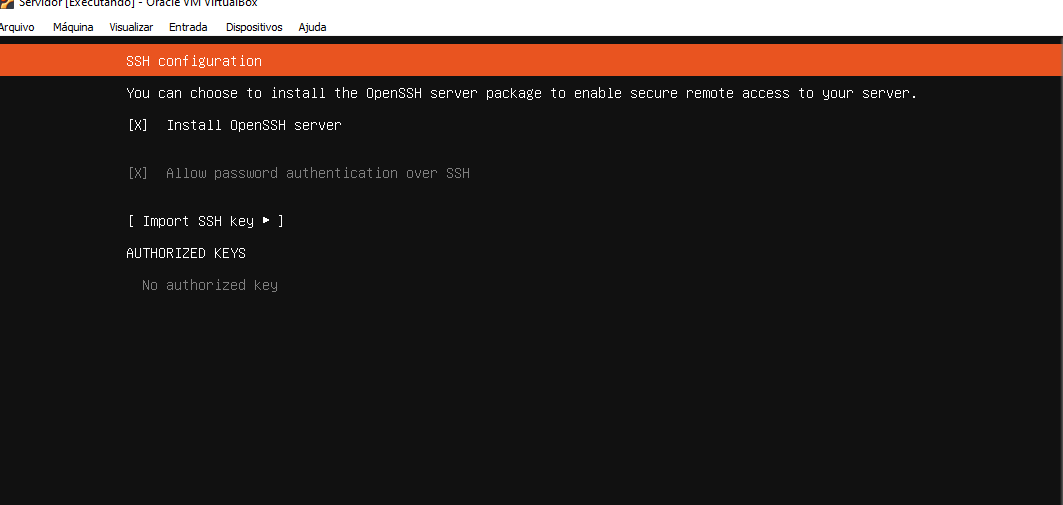 Servidor [Executando] - Oracle VM VirtualBox
Arquivo Máquina Visualizar Entrada Dispositivos Ajuda
SSH configuration
You can choose to install the OpenSSH server package to enable secure remote access to your server.
[X] Install OpenSSH server
[X] Allow password authentication over SSH
[ Import SSH key ▸ ]
AUTHORIZED KEYS
No authorized key